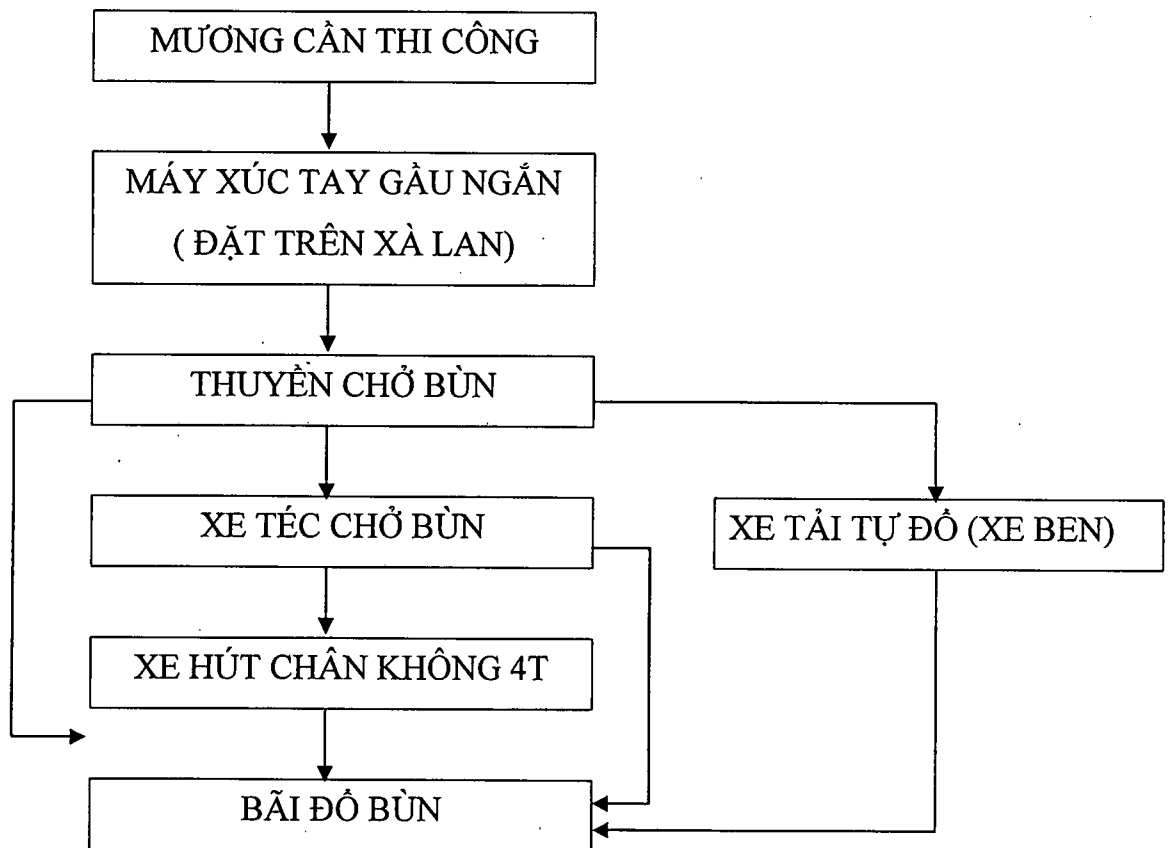 MƯƠNG CẦN THI CÔNG
MÁY XÚC TAY GẦU NGẮN
( ĐẶT TRÊN XÀ LAN)
THUYỀN CHỞ BÙN
XE TÉC CHỞ BÙN
XE TẢI TỰ ĐỔ (XE BEN)
XE HÚT CHÂN KHÔNG 4T
BÃI ĐỔ BÙN